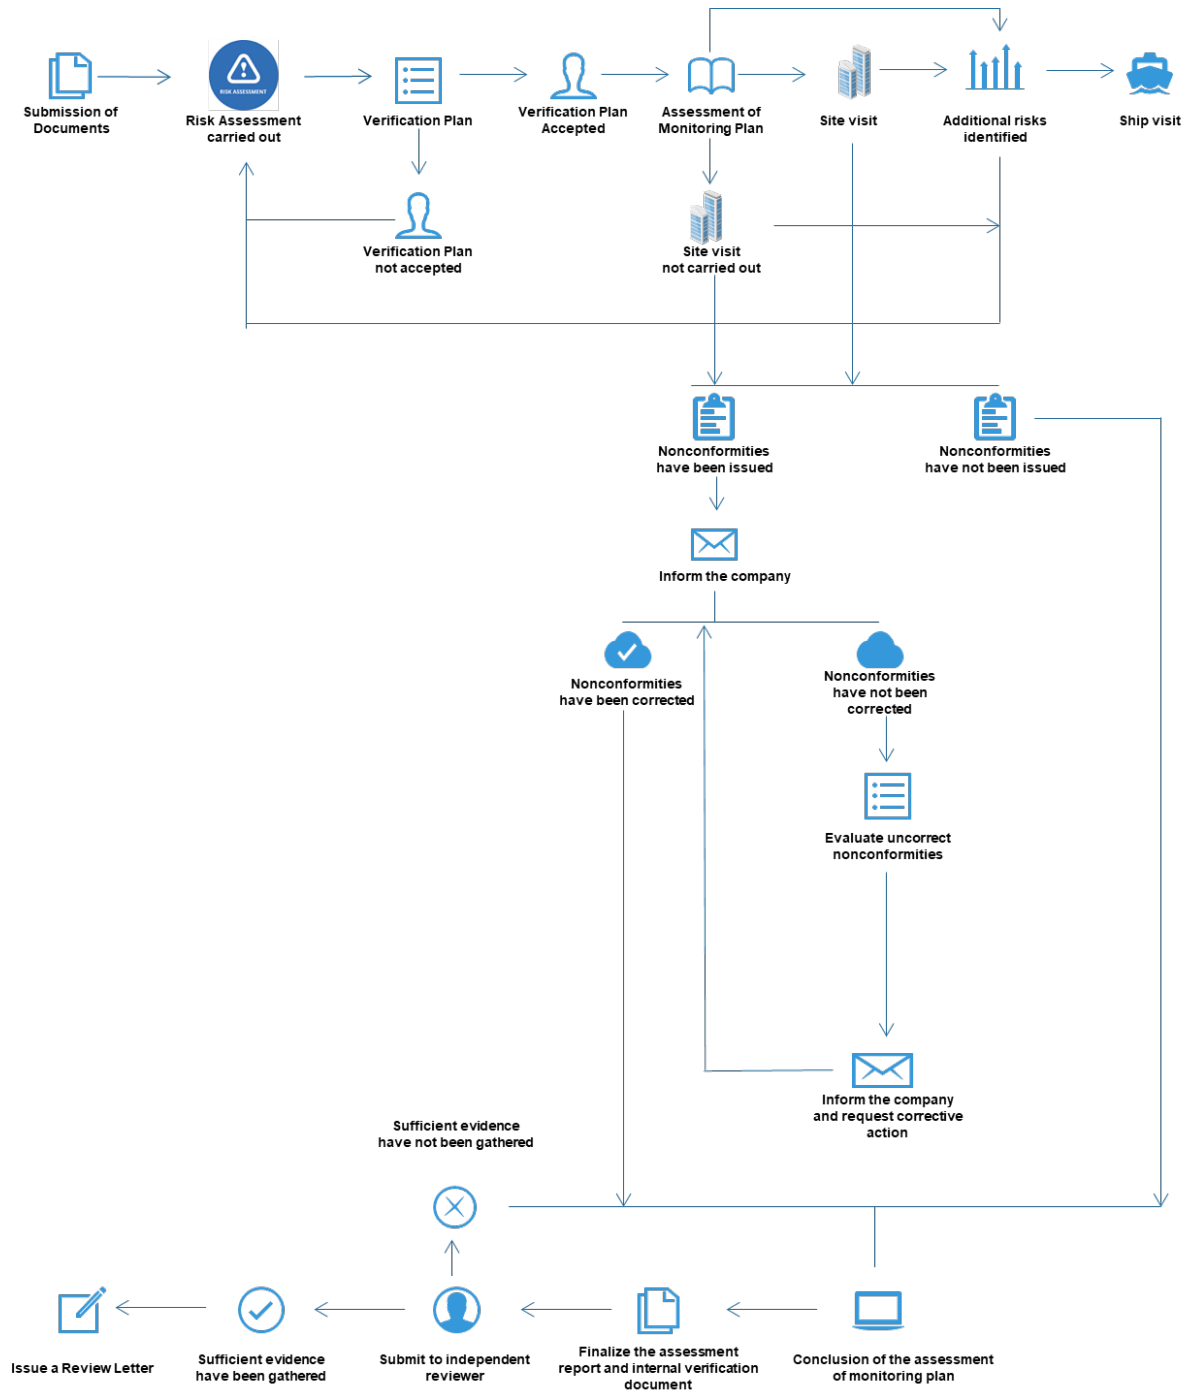 RISK ASSESSMENT
Submission of
Documents
Risk Assessment
carried out
Verification Plan
Verification Plan
Accepted
Assessment of
Monitoring Plan
Site visit
Additional risks
identified
Ship visit
Verification Plan
not accepted
Site visit
not carried out
Nonconformities
have been issued
Nonconformities
have not been issued
Inform the company
Nonconformities
have been corrected
Nonconformities
have not been
corrected
Evaluate uncorrect
nonconformities
Inform the company
and request corrective
action
Sufficient evidence
have not been gathered
Issue a Review Letter
Sufficient evidence
have been gathered
Submit to independent
reviewer
Finalize the assessment
report and internal verification
document
Conclusion of the assessment
of monitoring plan